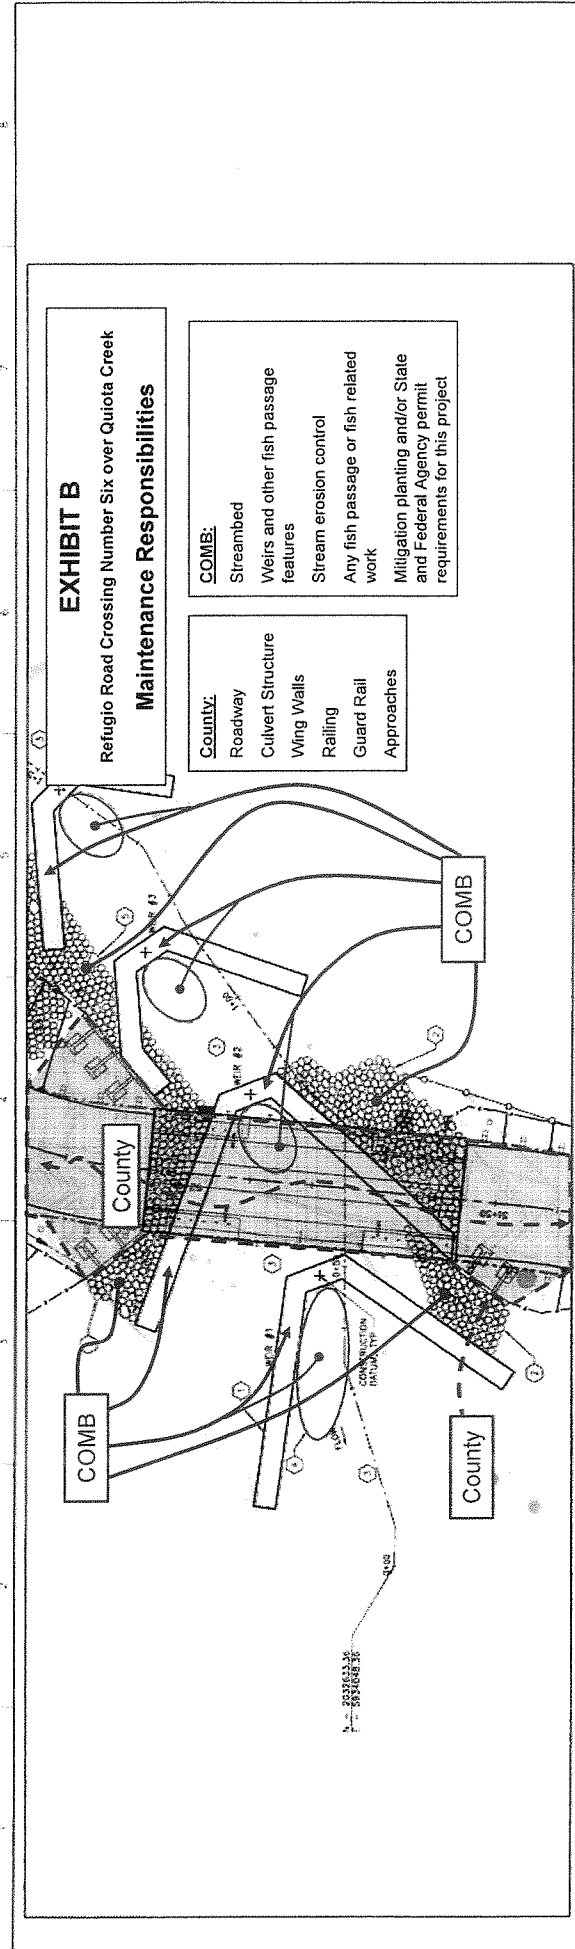 EXHIBIT B
Refugio Road Crossing Number Six over Quiota Creek
Maintenance Responsibilities
County:
Roadway
Culvert Structure
Wing Walls
Railing
Guard Rail
Approaches
COMB:
Streambed
Weirs and other fish passage
features
Stream erosion control
Any fish passage or fish related
work
Mitigation planting and/or State
and Federal Agency permit
requirements for this project
COMB
County
County
COMB
WEIR #1
WEIR #2
WEIR #3
CONSTRUCTION
DATUM, TYP